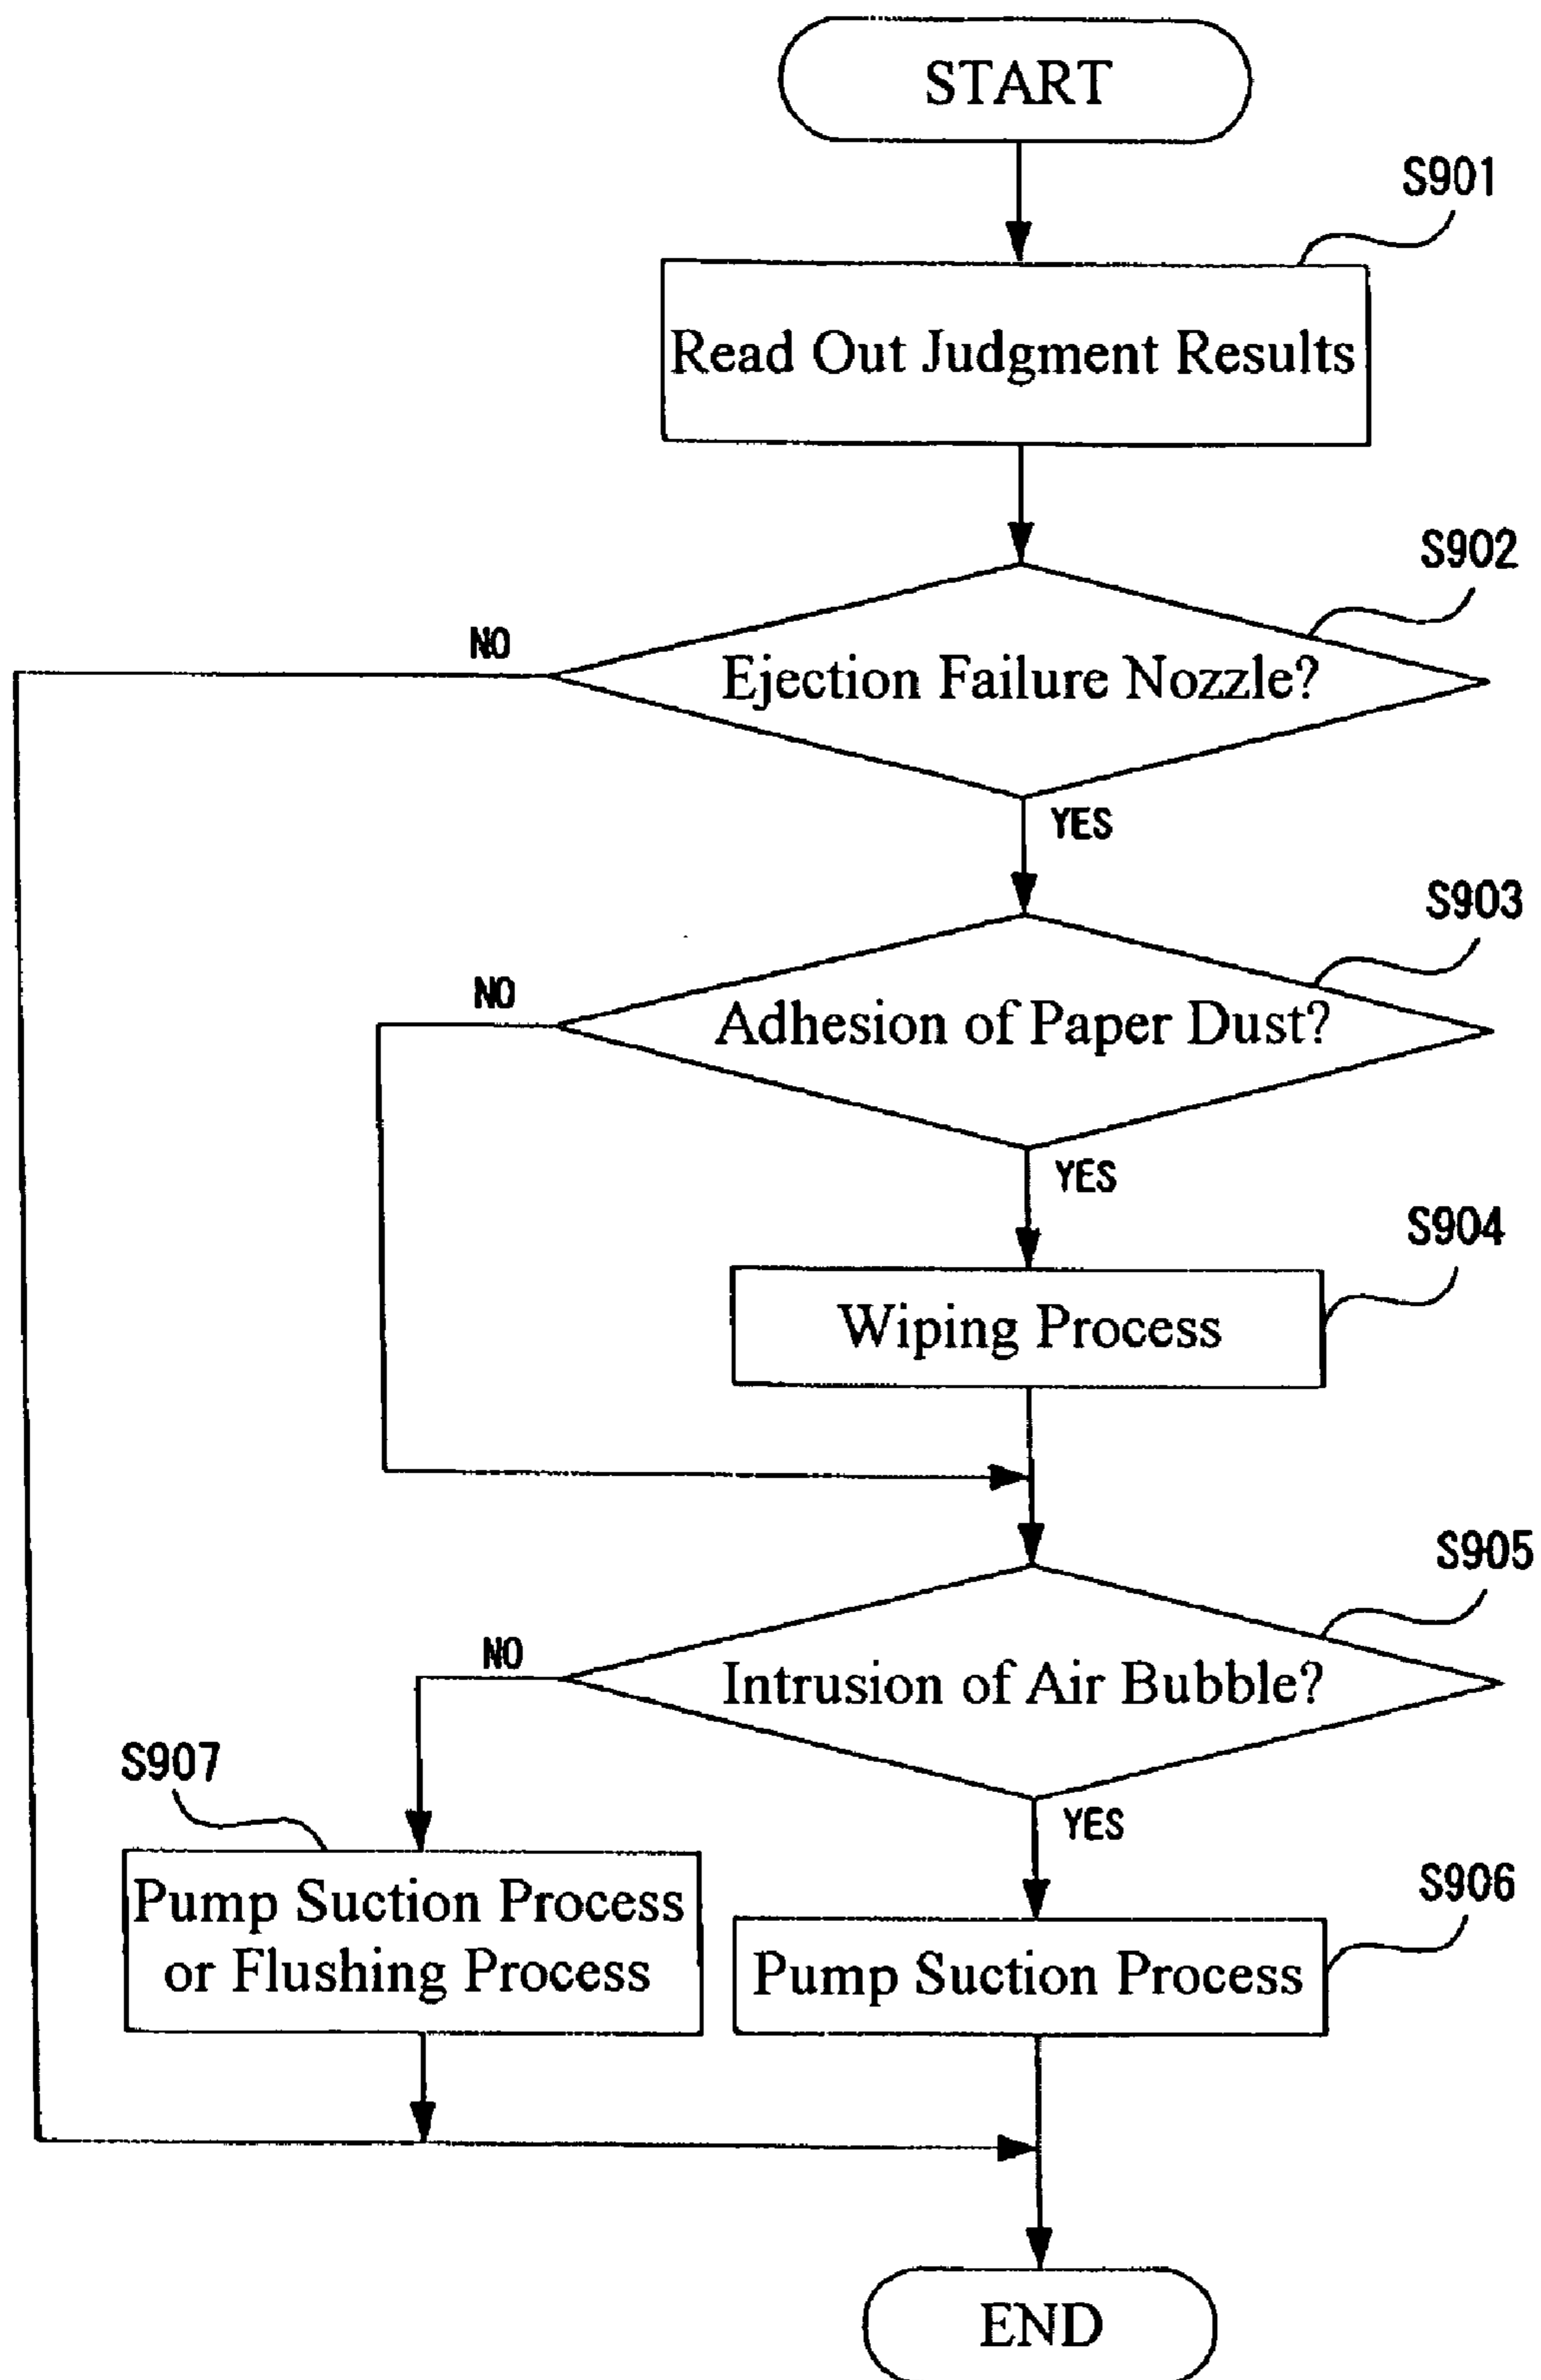 START
S901
Read Out Judgment Results
S902
NO
Ejection Failure Nozzle?
YES
S903
NO
Adhesion of Paper Dust?
YES
S904
Wiping Process
S905
NO
Intrusion of Air Bubble?
S907
YES
Pump Suction Process
or Flushing Process
S906
Pump Suction Process
END